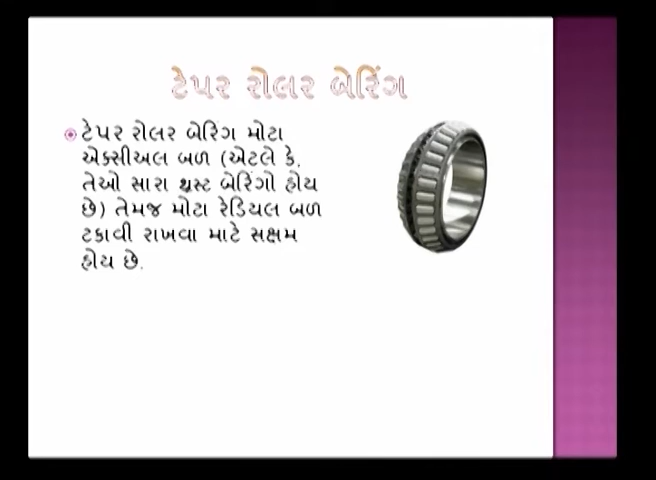 ટેપર રોલર બેરિંગ
ટેપર રોલર બેરિંગ મોટા
એક્સીઅલ બળ (એટલે કે,
તેઓ સારા થ્રસ્ટ બેરિંગો હોય
છે) તેમજ મોટા રેડિયલ બળ
ટકાવી રાખવા માટે સક્ષમ
હોય છે.